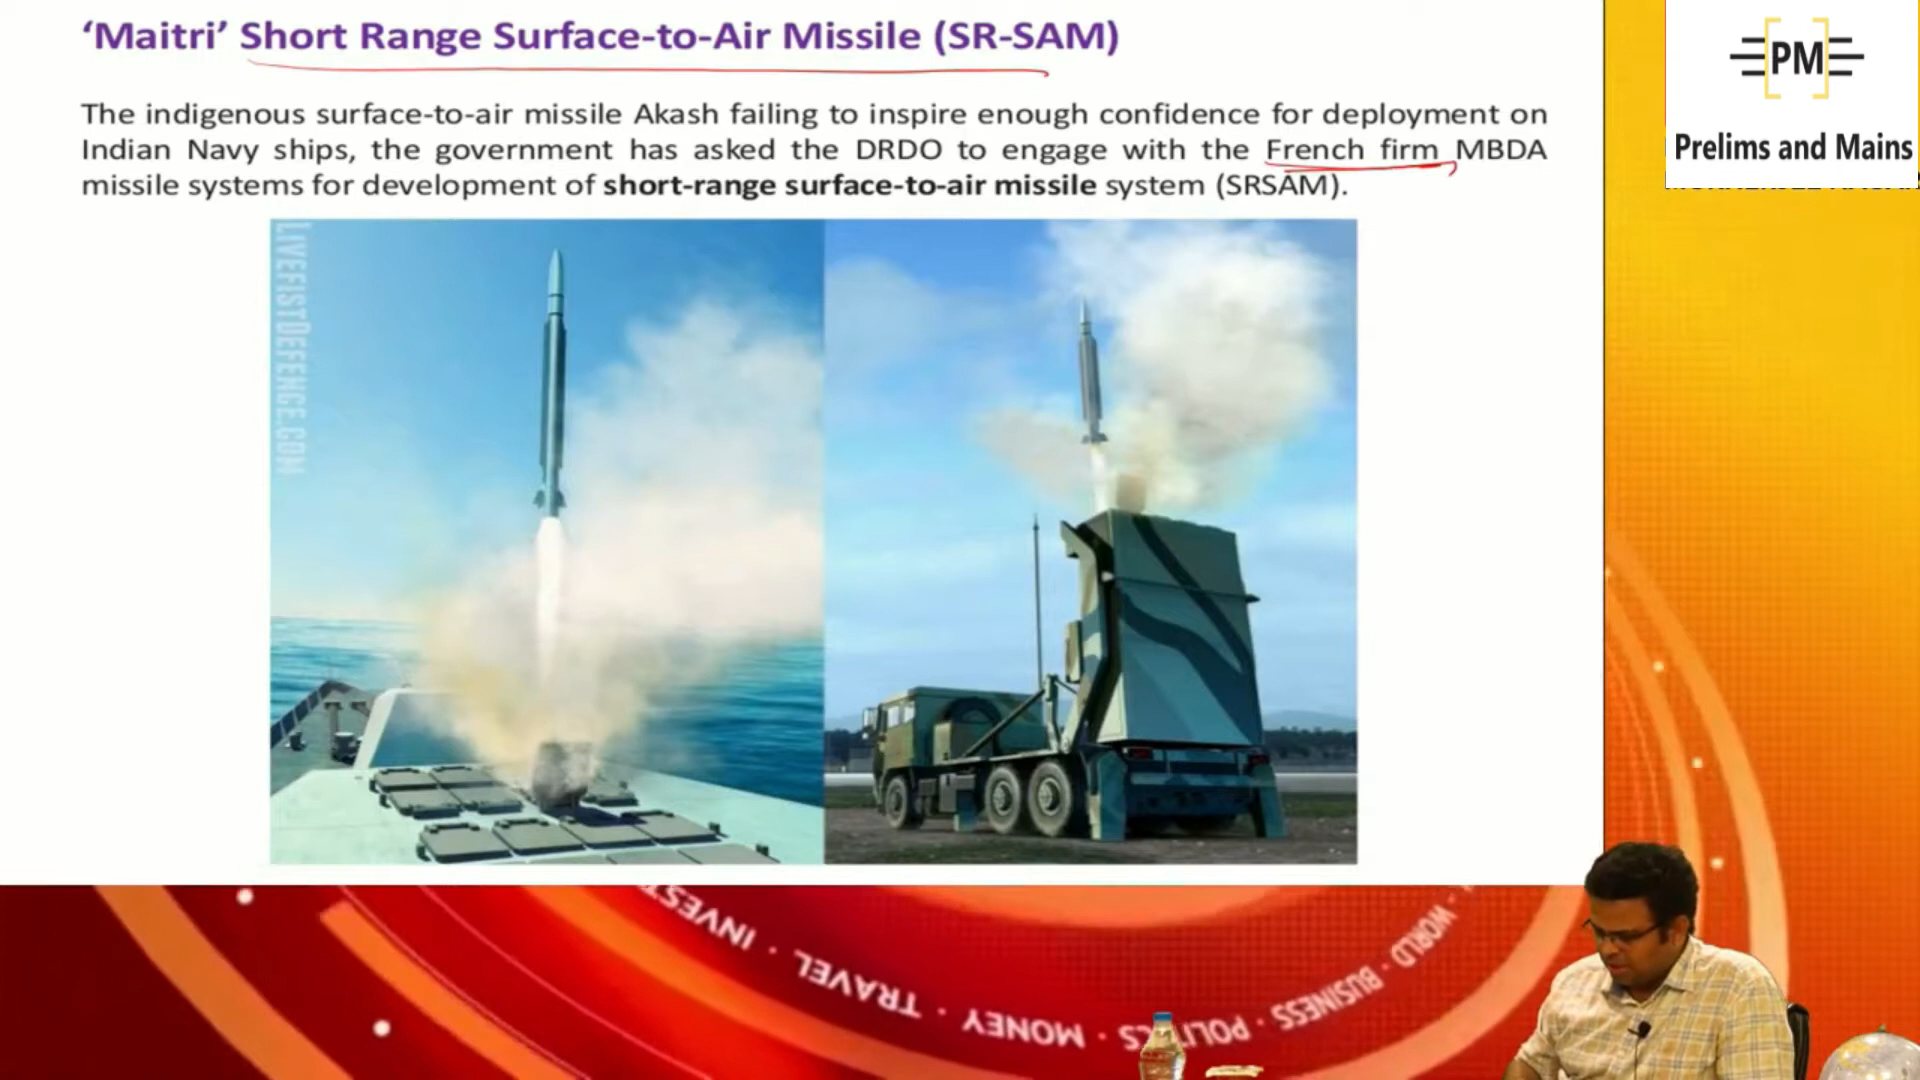 ‘Maitri’ Short Range Surface-to-Air Missile (SR-SAM)
The indigenous surface-to-air missile Akash failing to inspire enough confidence for deployment on
Indian Navy ships, the government has asked the DRDO to engage with the French firm MBDA
missile systems for development of short-range surface-to-air missile system (SRSAM).
PM
Prelims and Mains
LIVEFISTDEFENCE.COM
INVEST · TRAVEL · MONEY · POLITICS · BUSINESS · WORLD ·